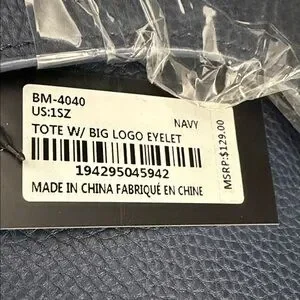 BM-4040
US:1SZ
NAVY
TOTE W/ BIG LOGO EYELET
194295045942
MADE IN CHINA FABRIQUÉ EN CHINE
MSRP:$129.00